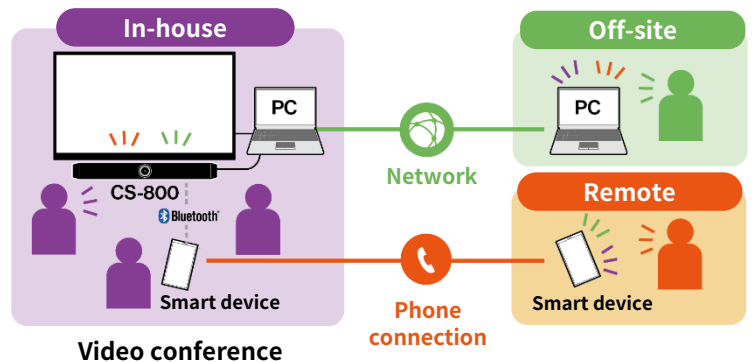 In-house
PC
CS-800
Bluetooth®
Smart device
Video conference
Network
Phone
connection
Off-site
PC
Remote
Smart device